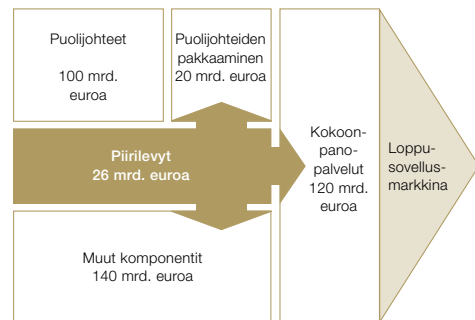 Puolijohteet
100 mrd.
euroa
Puolijohteiden
pakkaaminen
20 mrd. euroa
Piirilevyt
26 mrd. euroa
Muut komponentit
140 mrd. euroa
Kokoon-
pano-
palvelut
120 mrd.
euroa
Loppu-
sovellus-
markkina